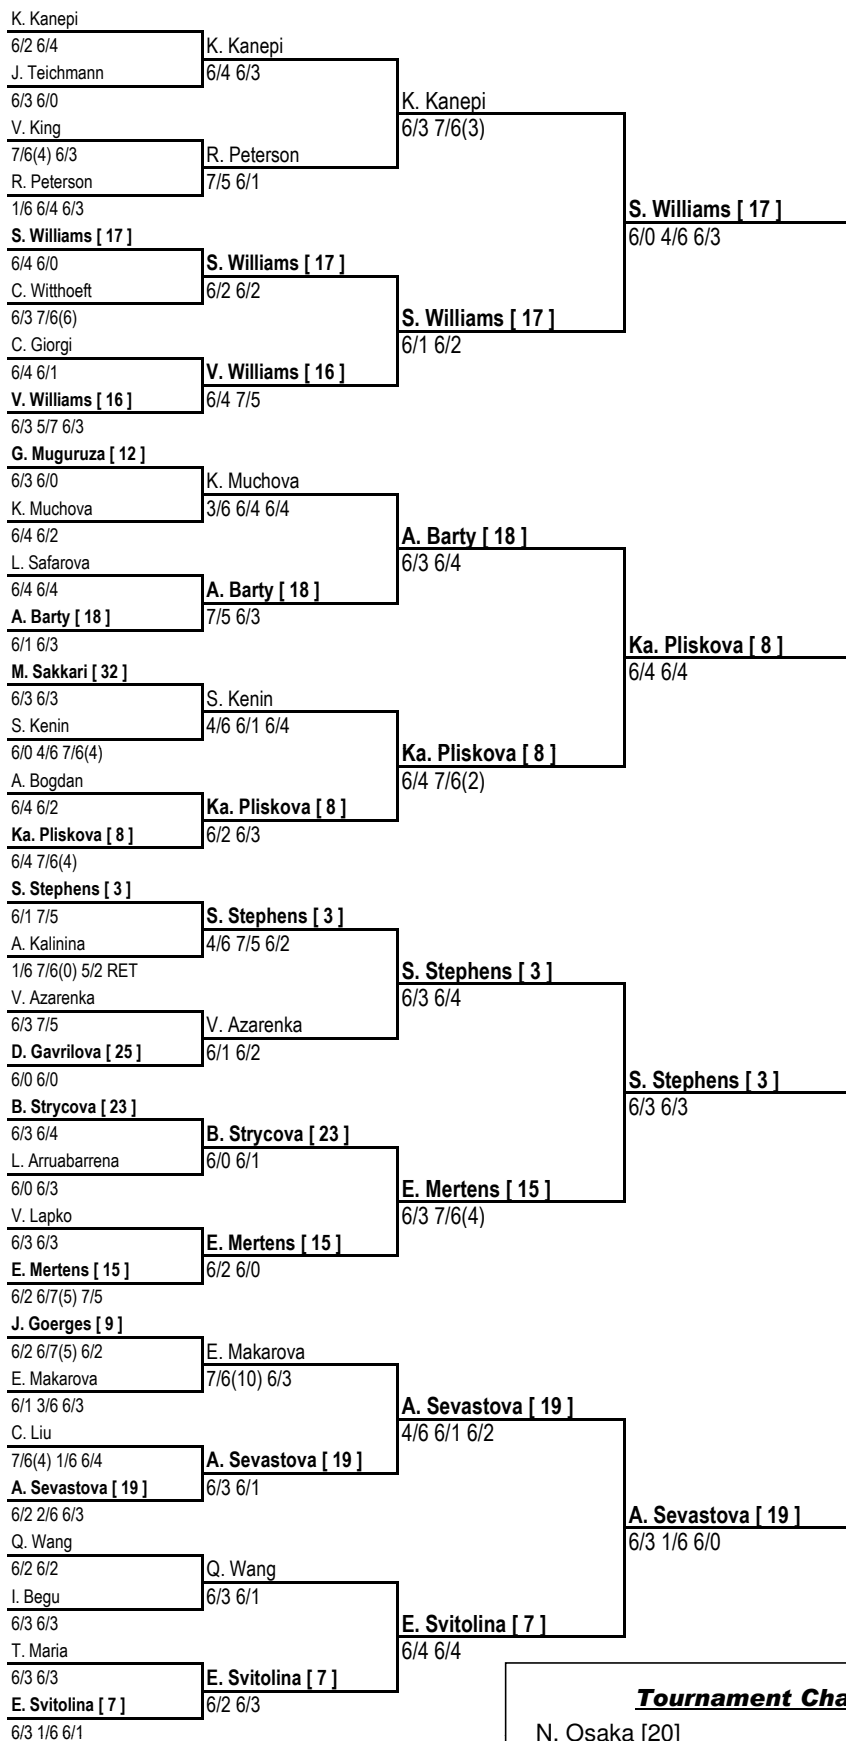 K. Kanepi
6/2 6/4
J. Teichmann
6/3 6/0
V. King
7/6(4) 6/3
R. Peterson
1/6 6/4 6/3
S. Williams [ 17 ]
6/4 6/0
C. Witthoeft
6/3 7/6(6)
C. Giorgi
6/4 6/1
V. Williams [ 16 ]
6/3 5/7 6/3
G. Muguruza [ 12 ]
6/3 6/0
K. Muchova
6/4 6/2
L. Safarova
6/4 6/4
A. Barty [ 18 ]
6/1 6/3
M. Sakkari [ 32 ]
6/3 6/3
S. Kenin
6/0 4/6 7/6(4)
A. Bogdan
6/4 6/2
Ka. Pliskova [ 8 ]
6/4 7/6(4)
S. Stephens [ 3 ]
6/1 7/5
A. Kalinina
1/6 7/6(0) 5/2 RET
V. Azarenka
6/3 7/5
D. Gavrilova [ 25 ]
6/0 6/0
B. Strycova [ 23 ]
6/3 6/4
L. Arruabarrena
6/0 6/3
V. Lapko
6/3 6/3
E. Mertens [ 15 ]
6/2 6/7(5) 7/5
J. Goerges [ 9 ]
6/2 6/7(5) 6/2
E. Makarova
6/1 3/6 6/3
C. Liu
7/6(4) 1/6 6/4
A. Sevastova [ 19 ]
6/2 2/6 6/3
Q. Wang
6/2 6/2
I. Begu
6/3 6/3
T. Maria
6/3 6/3
E. Svitolina [ 7 ]
6/3 1/6 6/1
K. Kanepi
6/4 6/3
R. Peterson
7/5 6/1
S. Williams [ 17 ]
6/2 6/2
V. Williams [ 16 ]
6/4 7/5
K. Muchova
3/6 6/4 6/4
A. Barty [ 18 ]
7/5 6/3
S. Kenin
4/6 6/1 6/4
Ka. Pliskova [ 8 ]
6/2 6/3
S. Stephens [ 3 ]
4/6 7/5 6/2
V. Azarenka
6/1 6/2
B. Strycova [ 23 ]
6/0 6/1
E. Mertens [ 15 ]
6/2 6/0
E. Makarova
7/6(10) 6/3
A. Sevastova [ 19 ]
6/3 6/1
Q. Wang
6/3 6/1
E. Svitolina [ 7 ]
6/2 6/3
K. Kanepi
6/3 7/6(3)
S. Williams [ 17 ]
6/1 6/2
A. Barty [ 18 ]
6/3 6/4
Ka. Pliskova [ 8 ]
6/4 7/6(2)
S. Stephens [ 3 ]
6/3 6/4
E. Mertens [ 15 ]
6/3 7/6(4)
A. Sevastova [ 19 ]
4/6 6/1 6/2
E. Svitolina [ 7 ]
6/4 6/4
S. Williams [ 17 ]
6/0 4/6 6/3
Ka. Pliskova [ 8 ]
6/4 6/4
S. Stephens [ 3 ]
6/3 6/3
A. Sevastova [ 19 ]
6/3 1/6 6/0
Tournament Cha
N. Osaka [20]